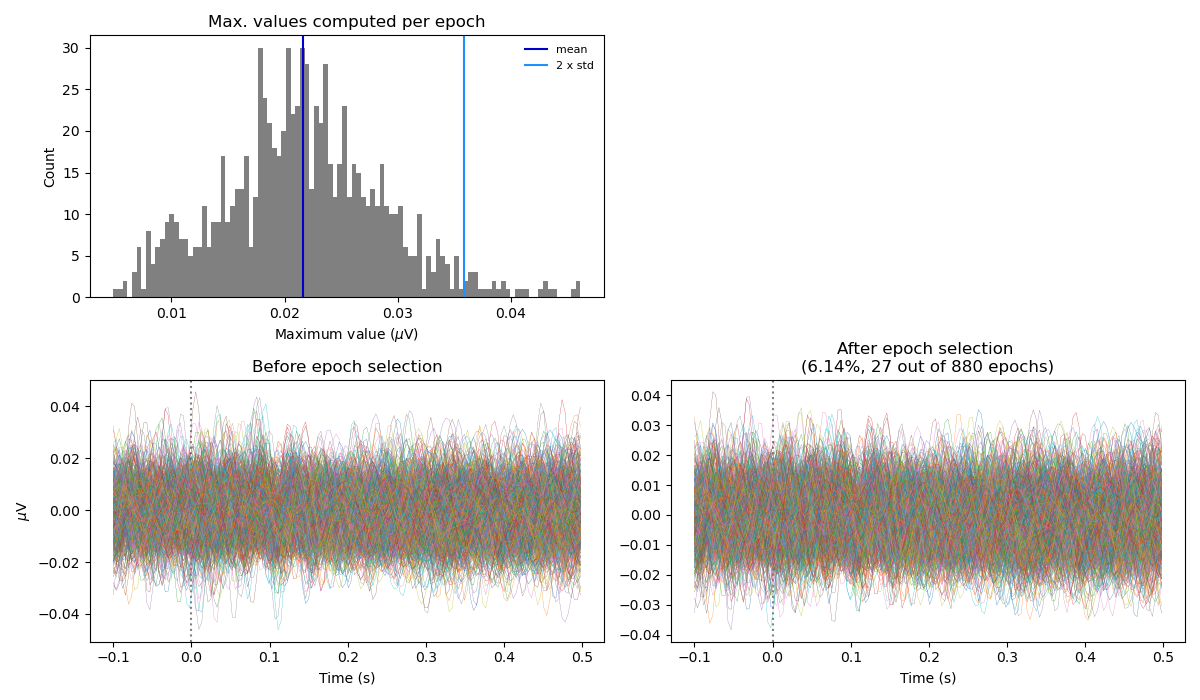 Max. values computed per epoch
30
25
20
15
10
5
0
Count
mean
2 x std
0.01 0.02 0.03 0.04
Maximum value (μV)
Before epoch selection
0.04
0.02
0.00
−0.02
−0.04
μV
−0.1 0.0 0.1 0.2 0.3 0.4 0.5
Time (s)
After epoch selection
(6.14%, 27 out of 880 epochs)
0.04
0.03
0.02
0.01
0.00
−0.01
−0.02
−0.03
−0.04
−0.1 0.0 0.1 0.2 0.3 0.4 0.5
Time (s)